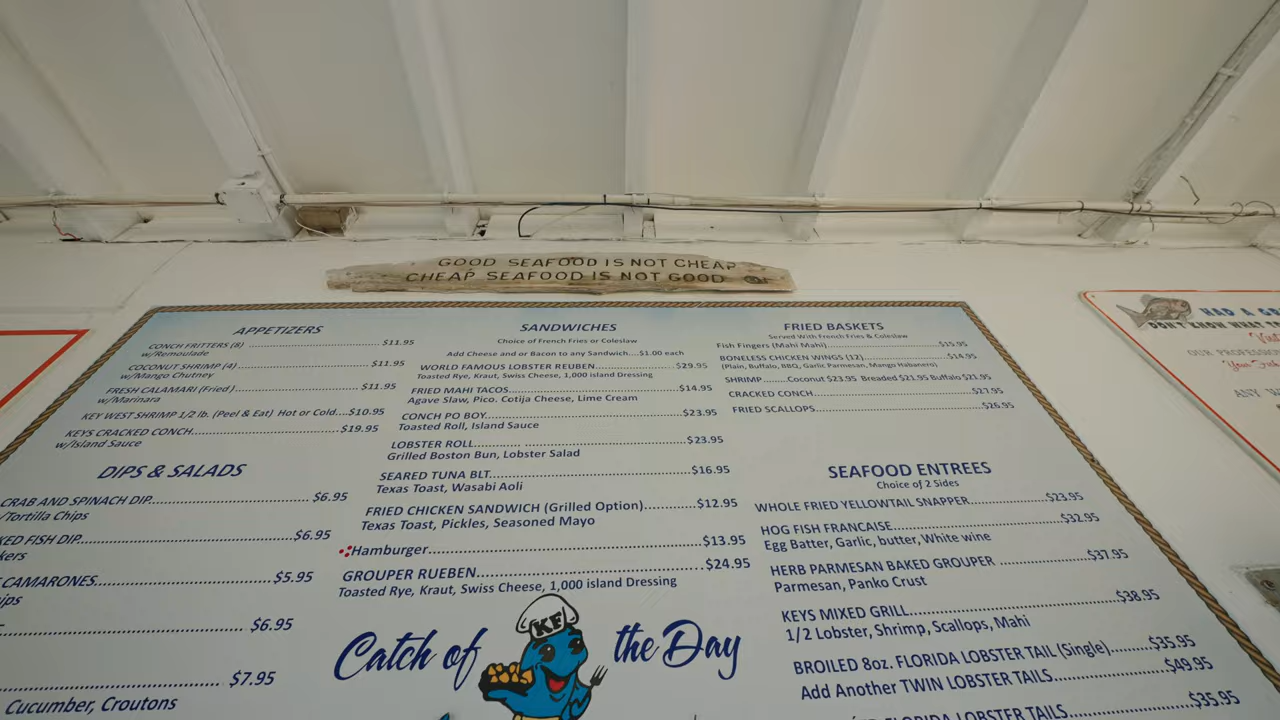 GOOD SEAFOOD IS NOT CHEAP
CHEAP SEAFOOD IS NOT GOOD
APPETIZERS
CONCH FRITTERS (8) ........ $11.95
w/Remoulade
COCONUT SHRIMP (4) ........ $11.95
w/Mango Chutney
FRESH CALAMARI (Fried ) ........ $11.95
w/Marinara
KEY WEST SHRIMP 1/2 lb. (Peel & Eat) Hot or Cold....$10.95
KEYS CRACKED CONCH........ $19.95
w/Island Sauce
DIPS & SALADS
CRAB AND SPINACH DIP........ $6.95
/Tortilla Chips
KED FISH DIP........ $6.95
kers
CAMARONES........ $5.95
ips
........ $6.95
........ $7.95
Cucumber, Croutons
SANDWICHES
Choice of French Fries or Coleslaw
Add Cheese and or Bacon to any Sandwich....$1.00 each
WORLD FAMOUS LOBSTER REUBEN........ $29.95
Toasted Rye, Kraut, Swiss Cheese, 1,000 island Dressing
FRIED MAHI TACOS........ $14.95
Agave Slaw, Pico. Cotija Cheese, Lime Cream
CONCH PO BOY........ $23.95
Toasted Roll, Island Sauce
LOBSTER ROLL........ $23.95
Grilled Boston Bun, Lobster Salad
SEARED TUNA BLT........ $16.95
Texas Toast, Wasabi Aoli
FRIED CHICKEN SANDWICH (Grilled Option)........ $12.95
Texas Toast, Pickles, Seasoned Mayo
Hamburger........ $13.95
GROUPER RUEBEN........ $24.95
Toasted Rye, Kraut, Swiss Cheese, 1,000 island Dressing
Catch of the Day
KF
FRIED BASKETS
Served With French Fries & Coleslaw
Fish Fingers (Mahi Mahi)........ $15.95
BONELESS CHICKEN WINGS (12)........ $14.95
(Plain, Buffalo, BBQ, Garlic Parmesan, Mango Habanero)
SHRIMP ........Coconut $23.95 Breaded $21.95 Buffalo $21.95
CRACKED CONCH........ $27.95
FRIED SCALLOPS........ $26.95
SEAFOOD ENTREES
Choice of 2 Sides
WHOLE FRIED YELLOWTAIL SNAPPER........ $23.95
HOG FISH FRANCAISE........ $32.95
Egg Batter, Garlic, butter, White wine
HERB PARMESAN BAKED GROUPER ........ $37.95
Parmesan, Panko Crust
KEYS MIXED GRILL........ $38.95
1/2 Lobster, Shrimp, Scallops, Mahi
BROILED 8oz. FLORIDA LOBSTER TAIL (Single)........ $35.95
Add Another TWIN LOBSTER TAILS........ $49.95
FLORIDA LOBSTER TAILS........ $35.95
HAD A
DON'T KNOW WHAT
OUR PROFESSIO
ANY